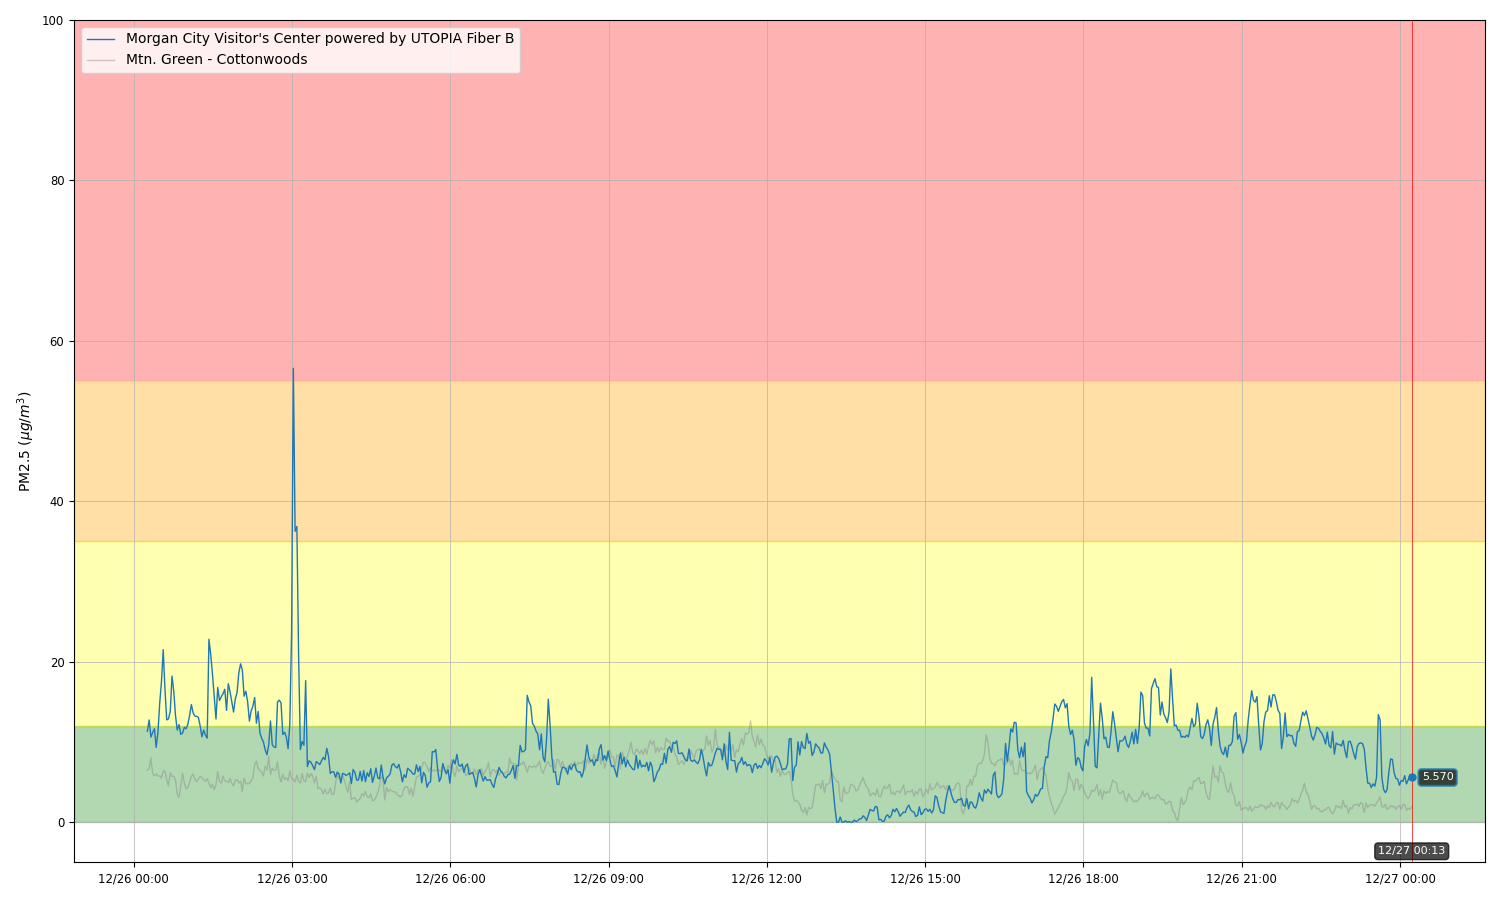 100
Morgan City Visitor's Center powered by UTOPIA Fiber B
Mtn. Green - Cottonwoods
80
60
PM2.5 (μg/m³)
40
20
5.570
0
12/27 00:13
12/26 00:00 12/26 03:00 12/26 06:00 12/26 09:00 12/26 12:00 12/26 15:00 12/26 18:00 12/26 21:00 12/27 00:00